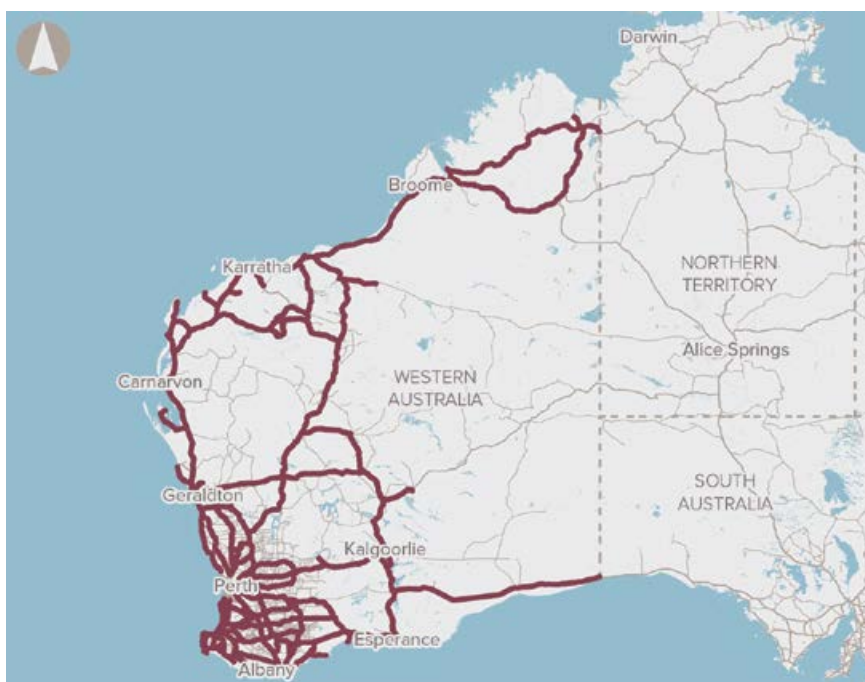 Darwin
Broome
Karratha
NORTHERN
TERRITORY
Alice Springs
Carnarvon
WESTERN
AUSTRALIA
SOUTH
AUSTRALIA
Geraldton
Kalgoorlie
Perth
Esperance
Albany